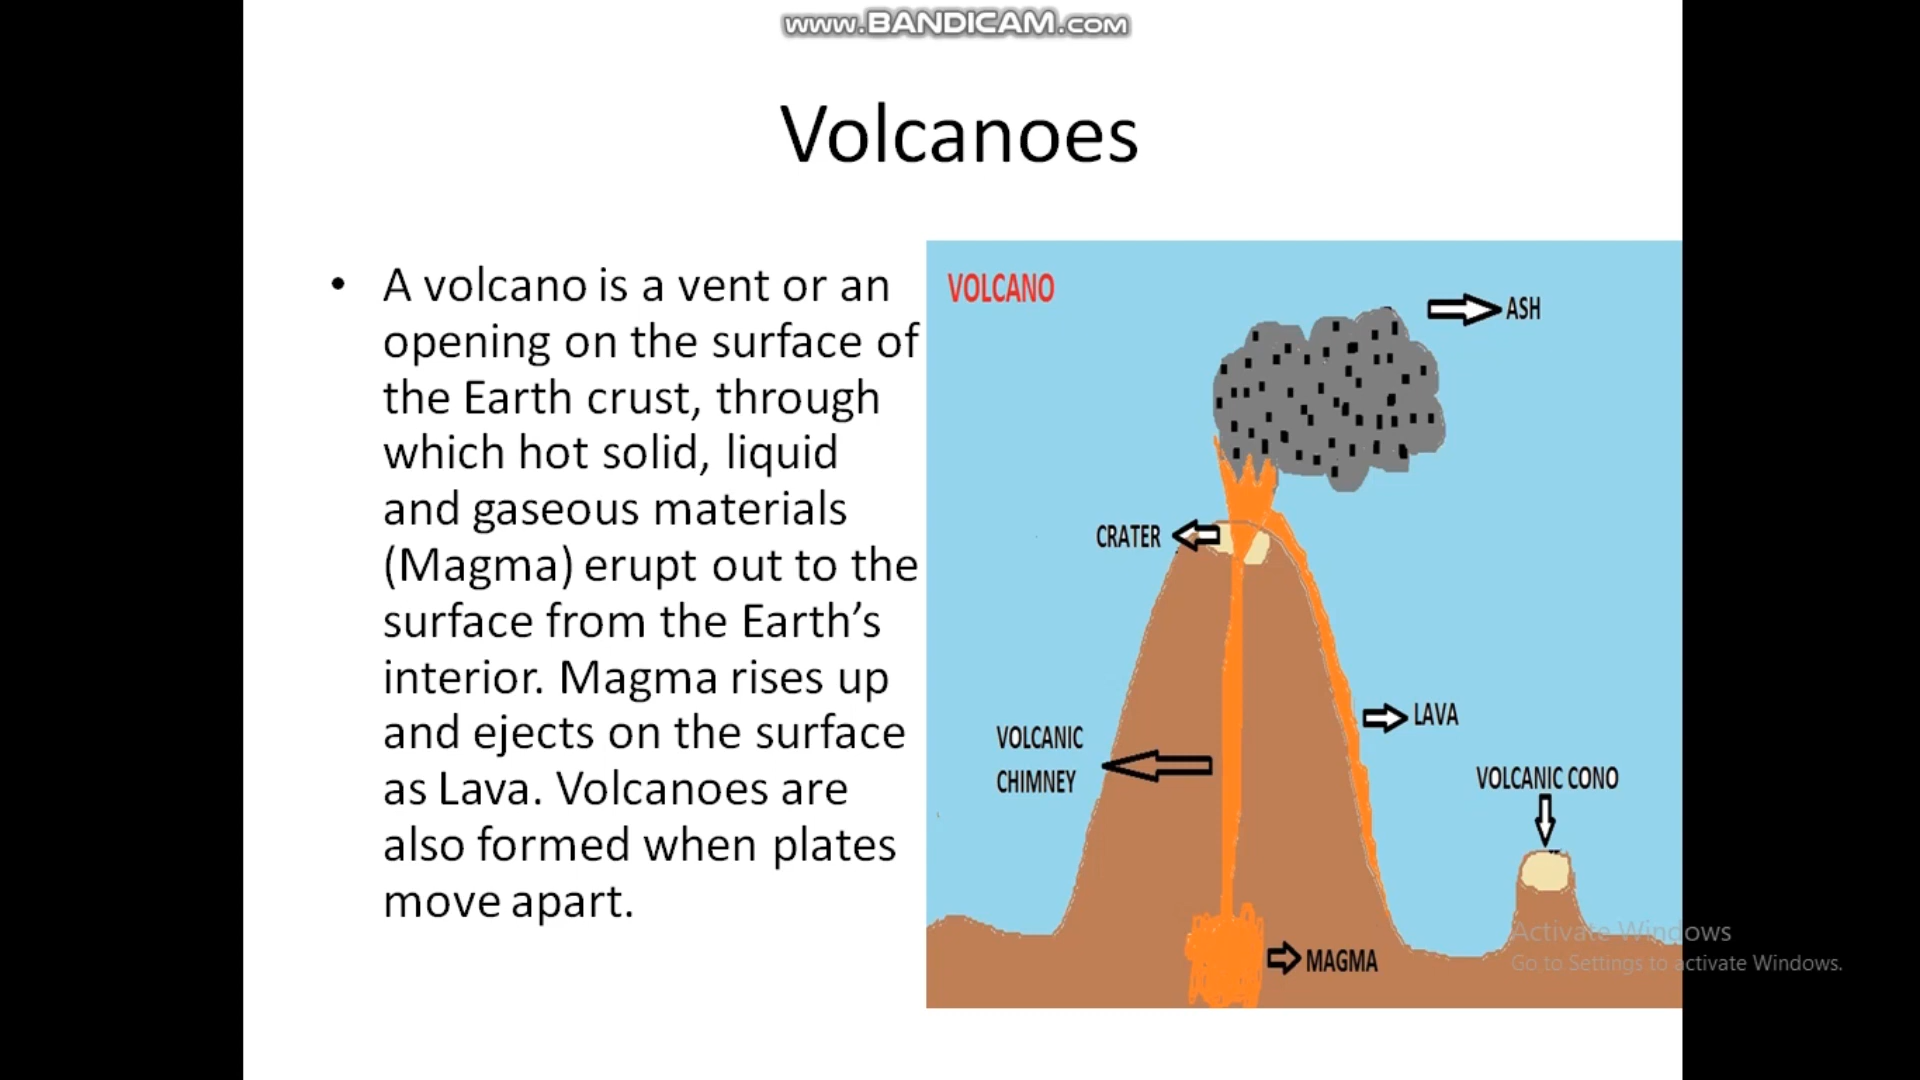 www.BANDICAM.com
Volcanoes
• A volcano is a vent or an
opening on the surface of
the Earth crust, through
which hot solid, liquid
and gaseous materials
(Magma) erupt out to the
surface from the Earth’s
interior. Magma rises up
and ejects on the surface
as Lava. Volcanoes are
also formed when plates
move apart.
VOLCANO
ASH
CRATER
LAVA
VOLCANIC
CHIMNEY
VOLCANIC CONO
MAGMA
Activate Windows
Go to Settings to activate Windows.